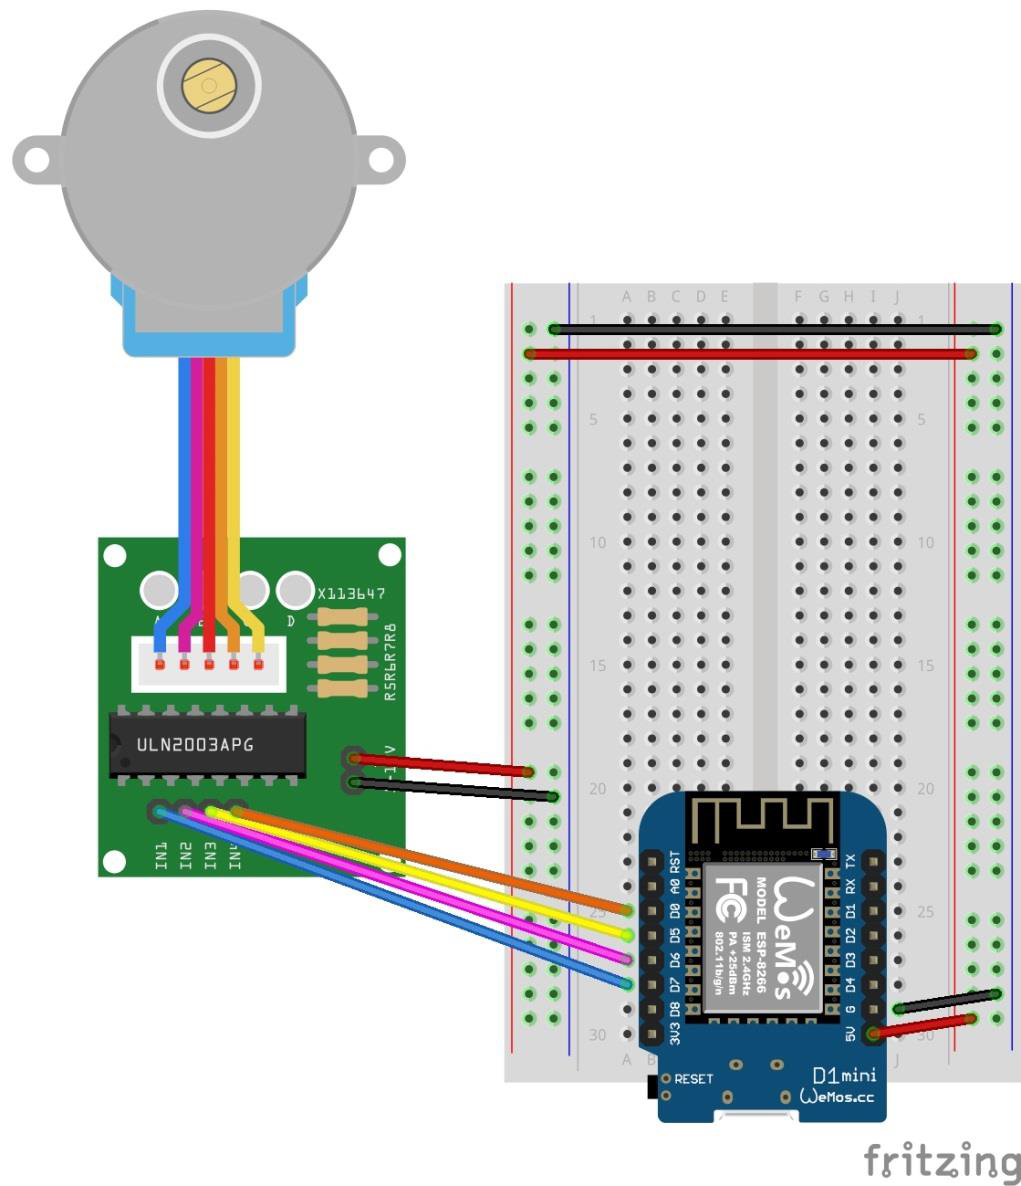 A B C D E F G H I J
1 1
5 5
10 10
X113647
A D
R5R6R7R8
15 15
ULN2003APG
20 20
IN1 IN2 IN3 IN4
RST A0 D0 D5 D6 D7 D8 3V3
TX RX D1 D2 D3 D4 G 5V
25 25
WeMos
MODEL ESP-8266
ISM 2.4GHz
PA +25dBm
802.11b/g/n
FC
30 30
A B J
RESET
D1 mini
WeMos.cc
fritzing